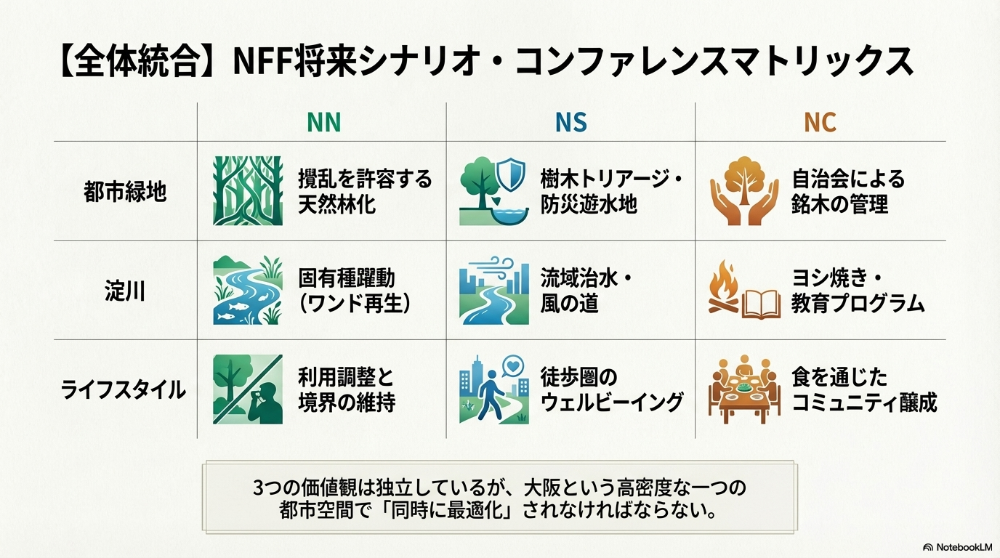 【全体統合】NFF将来シナリオ・コンファレンスマトリックス
NN
NS
NC
都市緑地
攪乱を許容する
天然林化
樹木トリアージ・
防災遊水地
自治会による
銘木の管理
淀川
固有種躍動
（ワンド再生）
流域治水・
風の道
ヨシ焼き・
教育プログラム
ライフスタイル
利用調整と
境界の維持
徒歩圏の
ウェルビーイング
食を通じた
コミュニティ醸成
3つの価値観は独立しているが、大阪という高密度な一つの
都市空間で「同時に最適化」されなければならない。
NotebookLM